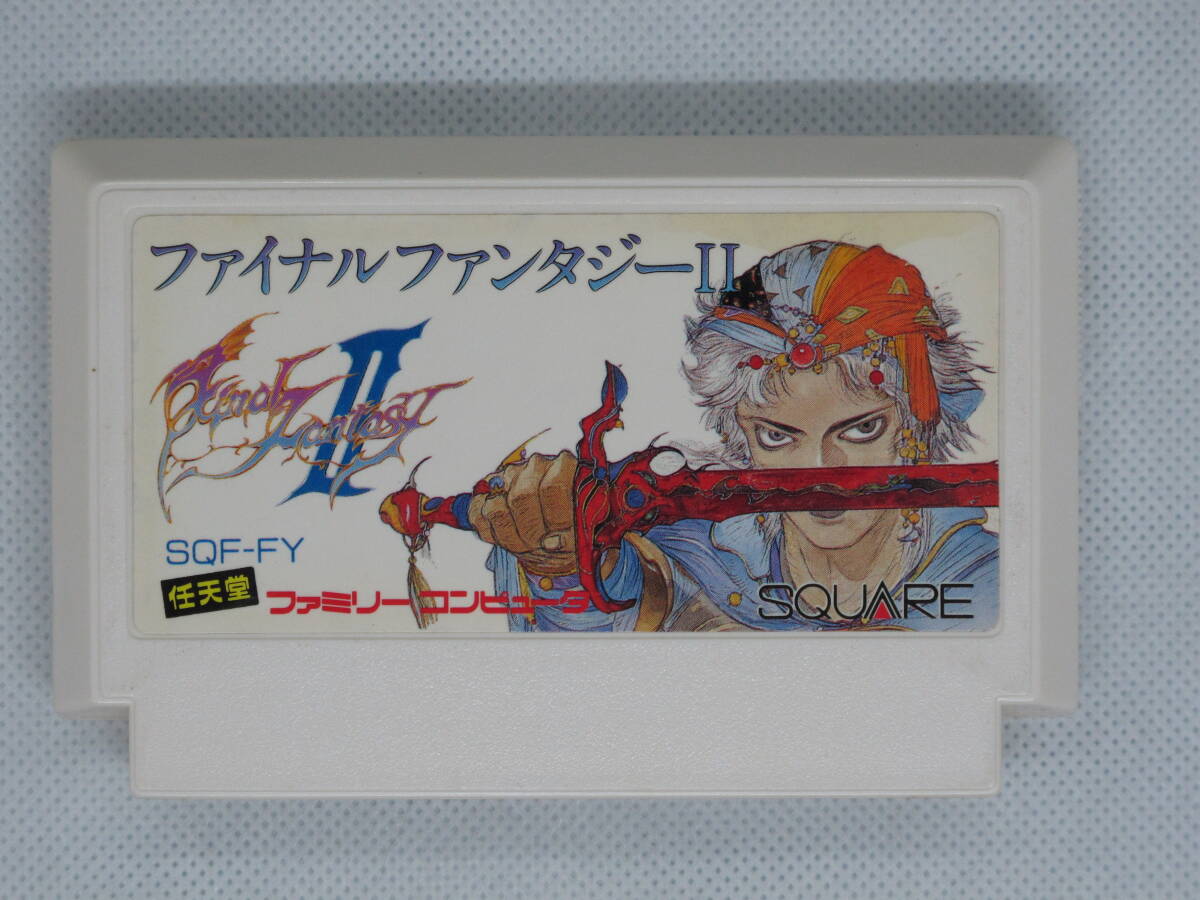 ファイナルファンタジーII
Final Fantasy II
SQF-FY
任天堂
ファミリーコンピュータ
SQUARE